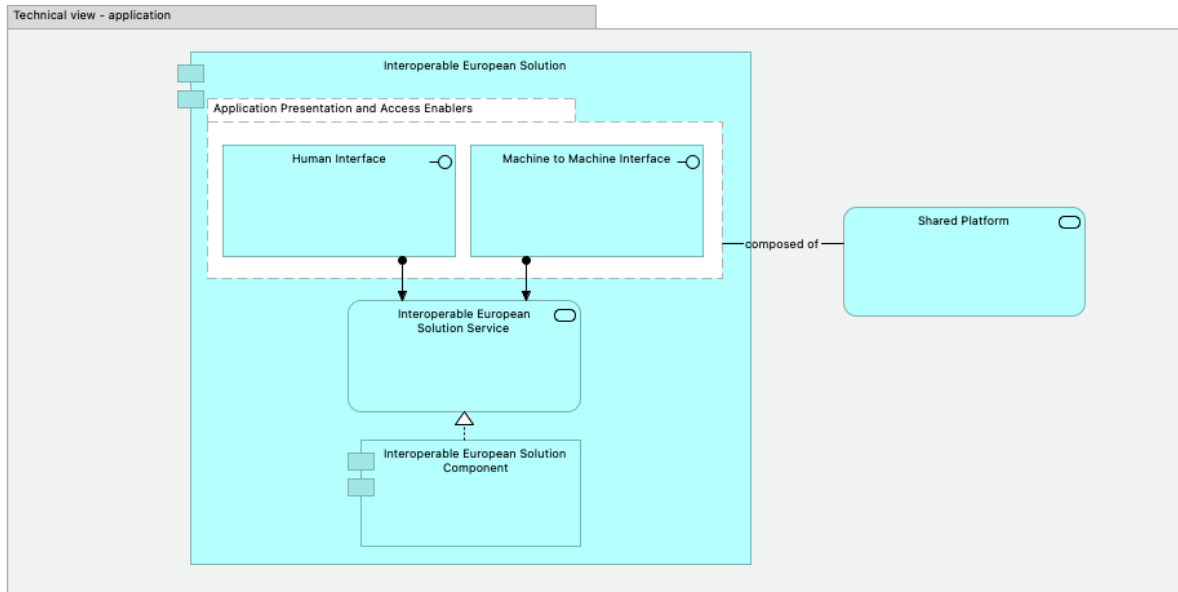 Technical view - application
Interoperable European Solution
Application Presentation and Access Enablers
Human Interface
Machine to Machine Interface
Shared Platform
composed of
Interoperable European
Solution Service
Interoperable European Solution
Component